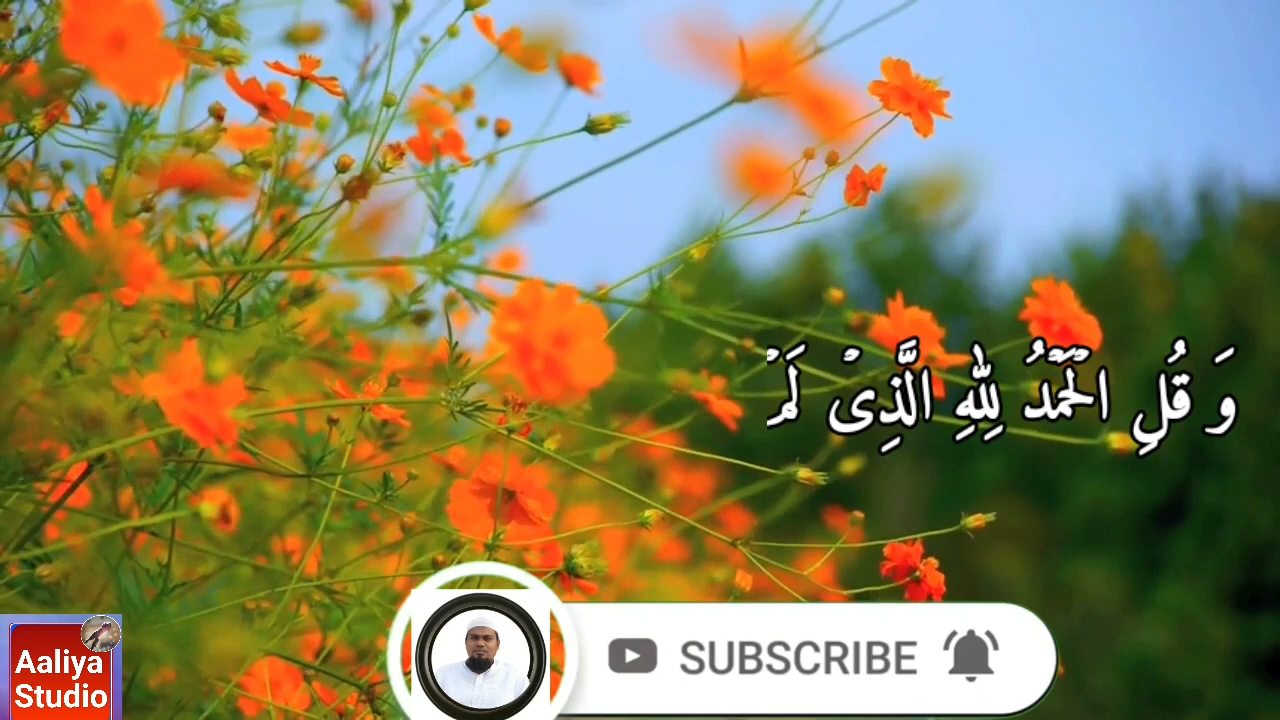 وَ قُلِ الۡحَمۡدُ لِلّٰہِ الَّذِیۡ لَمۡ
SUBSCRIBE
Aaliya
Studio